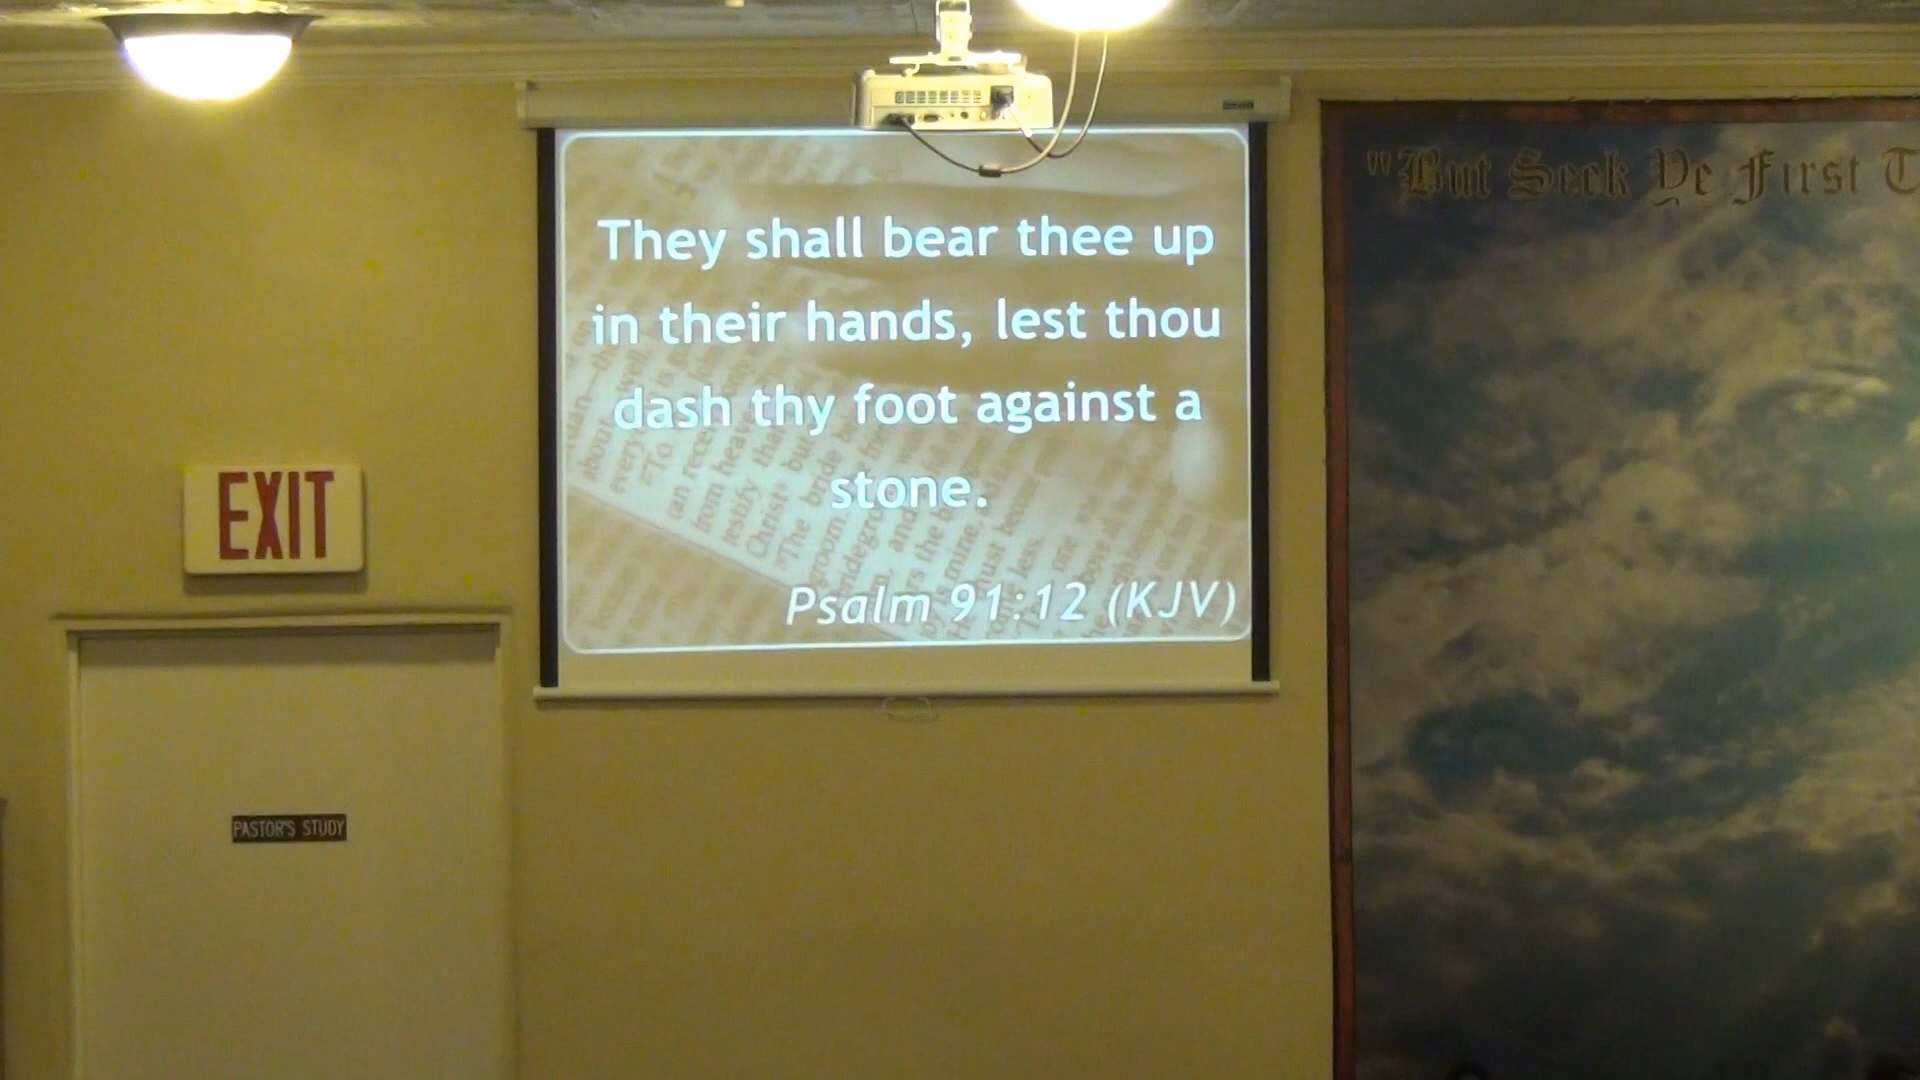 They shall bear thee up
in their hands, lest thou
dash thy foot against a
stone.
Psalm 91:12 (KJV)
"But Seek Ye First
EXIT
PASTOR'S STUDY